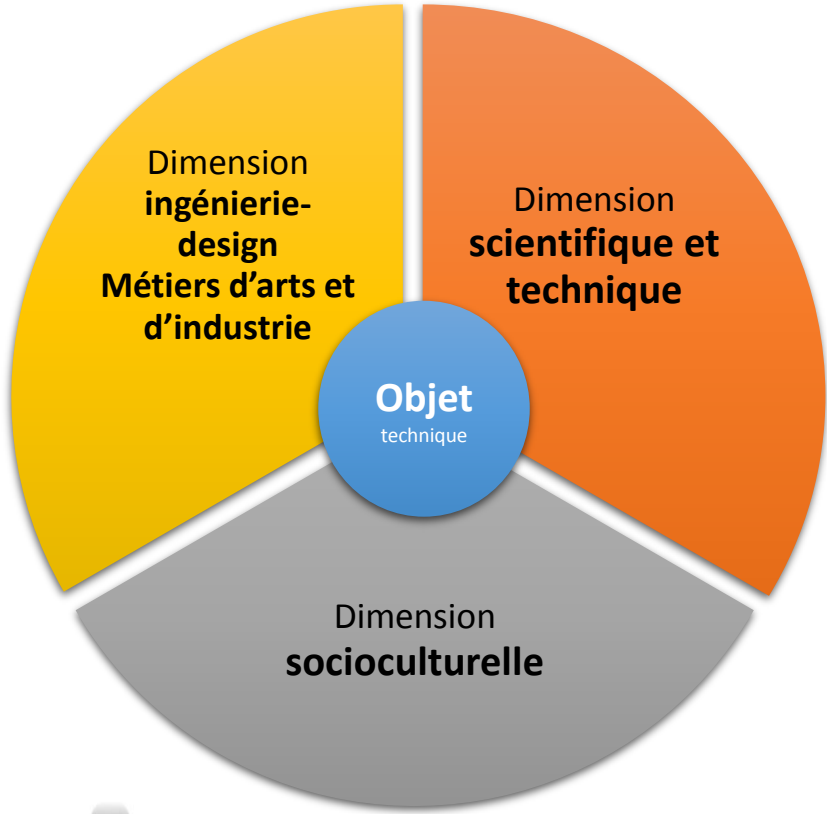 Dimension
ingénierie-
design
Métiers d’arts et
d’industrie
Dimension
scientifique et
technique
Objet
technique
Dimension
socioculturelle